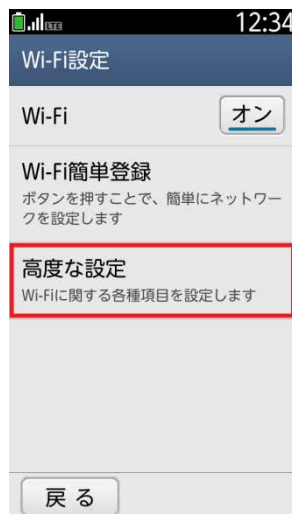 LTE 12:34
Wi-Fi設定
Wi-Fi オン
Wi-Fi簡単登録
ボタンを押すことで、簡単にネットワー
クを設定します
高度な設定
Wi-Fiに関する各種項目を設定します
戻る